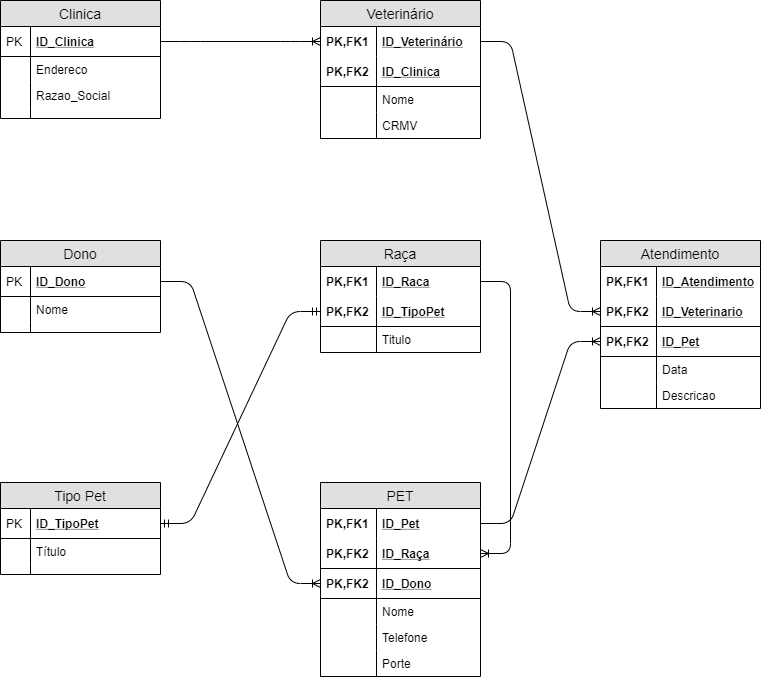 Clinica
PK ID_Clinica
Endereco
Razao_Social
Veterinário
PK,FK1 ID_Veterinário
PK,FK2 ID_Clinica
Nome
CRMV
Dono
PK ID_Dono
Nome
Raça
PK,FK1 ID_Raca
PK,FK2 ID_TipoPet
Titulo
Atendimento
PK,FK1 ID_Atendimento
PK,FK2 ID_Veterinario
PK,FK2 ID_Pet
Data
Descricao
Tipo Pet
PK ID_TipoPet
Título
PET
PK,FK1 ID_Pet
PK,FK2 ID_Raça
PK,FK2 ID_Dono
Nome
Telefone
Porte